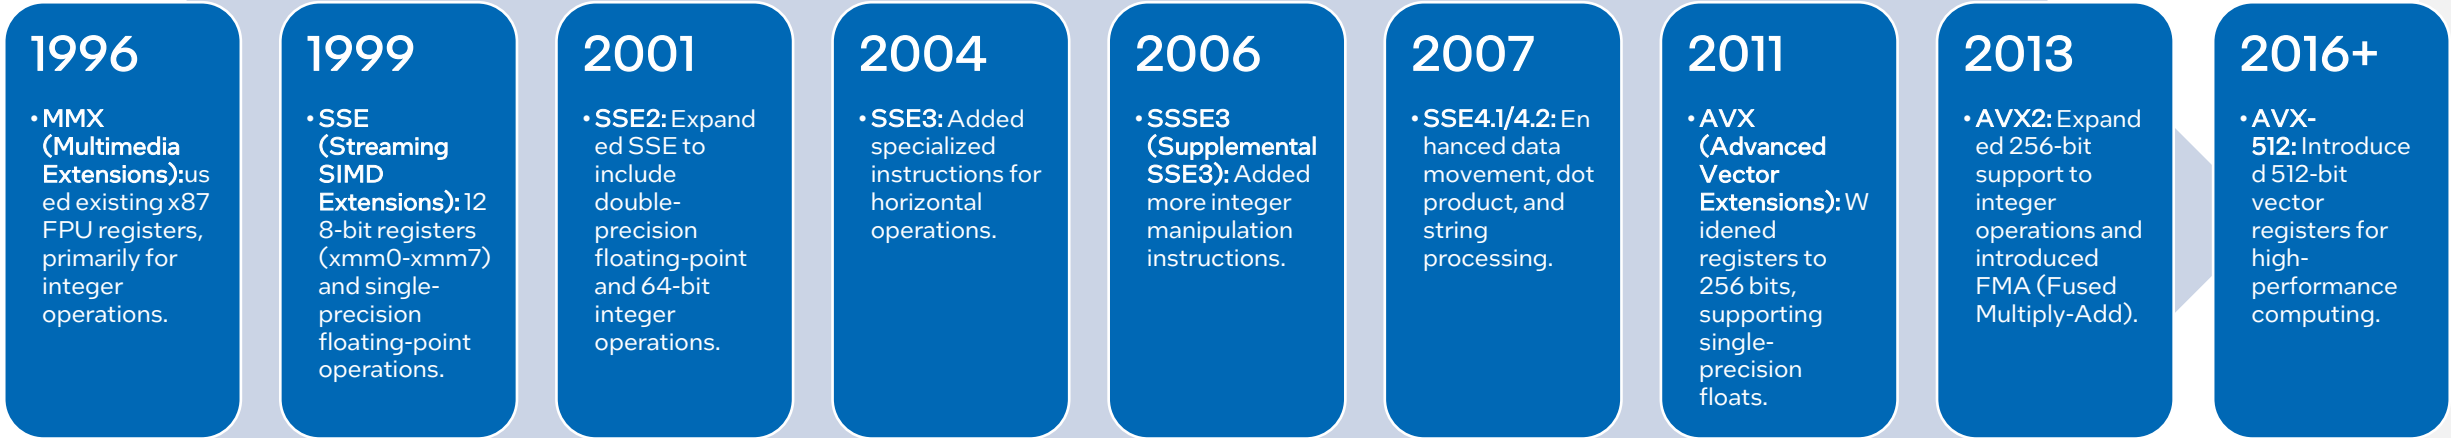 1996
• MMX
(Multimedia
Extensions):us
ed existing x87
FPU registers,
primarily for
integer
operations.
1999
• SSE
(Streaming
SIMD
Extensions): 12
8-bit registers
(xmm0-xmm7)
and single-
precision
floating-point
operations.
2001
• SSE2: Expand
ed SSE to
include
double-
precision
floating-point
and 64-bit
integer
operations.
2004
• SSE3: Added
specialized
instructions for
horizontal
operations.
2006
• SSSE3
(Supplemental
SSE3): Added
more integer
manipulation
instructions.
2007
• SSE4.1/4.2: En
hanced data
movement, dot
product, and
string
processing.
2011
• AVX
(Advanced
Vector
Extensions): W
idened
registers to
256 bits,
supporting
single-
precision
floats.
2013
• AVX2: Expand
ed 256-bit
support to
integer
operations and
introduced
FMA (Fused
Multiply-Add).
2016+
• AVX-
512: Introduce
d 512-bit
vector
registers for
high-
performance
computing.